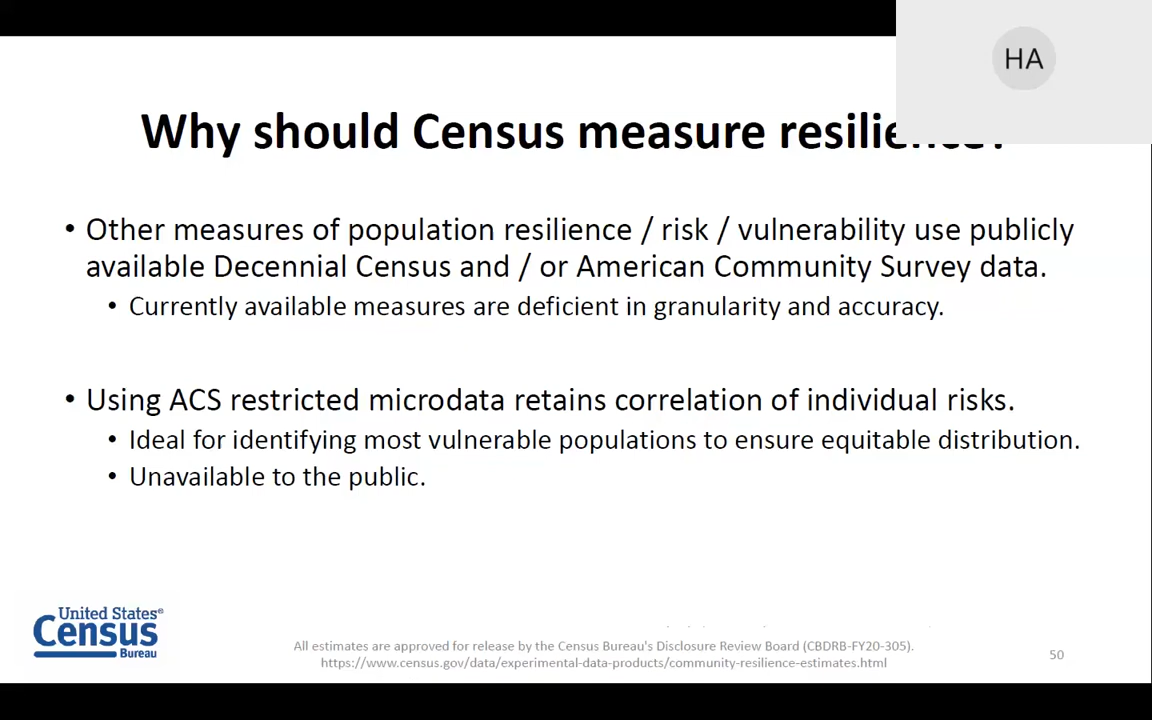 HA
Why should Census measure
• Other measures of population resilience / risk / vulnerability use publicly
available Decennial Census and / or American Community Survey data.
• Currently available measures are deficient in granularity and accuracy.
• Using ACS restricted microdata retains correlation of individual risks.
• Ideal for identifying most vulnerable populations to ensure equitable distribution.
• Unavailable to the public.
United States®
Census
Bureau
All estimates are approved for release by the Census Bureau's Disclosure Review Board (CBDRB-FY20-305).
https://www.census.gov/data/experimental-data-products/community-resilience-estimates.html
50